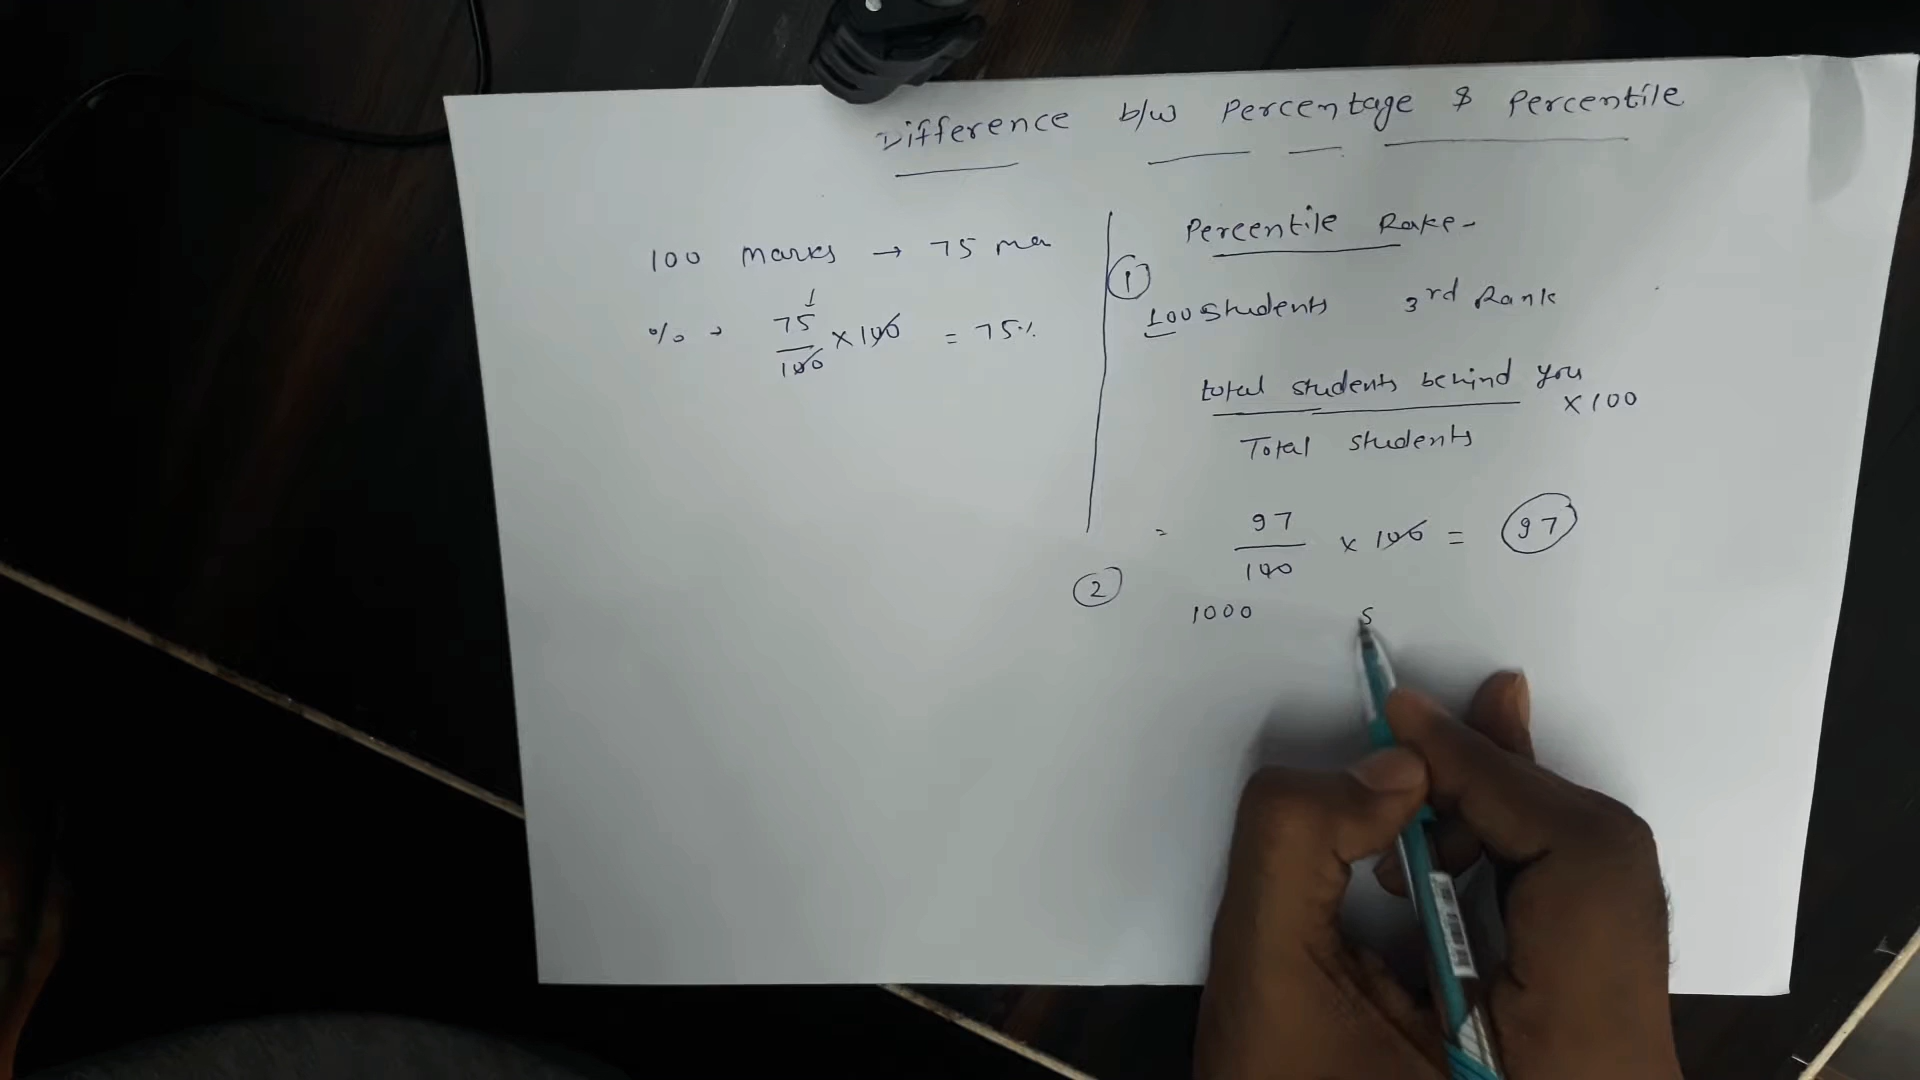 Difference b/w Percentage & Percentile
100 marks → 75 ma
% → 75/100 × 100 = 75%
1
Percentile Rake-
①
100 students 3rd Rank
total students behind you
× 100
Total students
= 97/100 × 100 = 97
②
1000 S